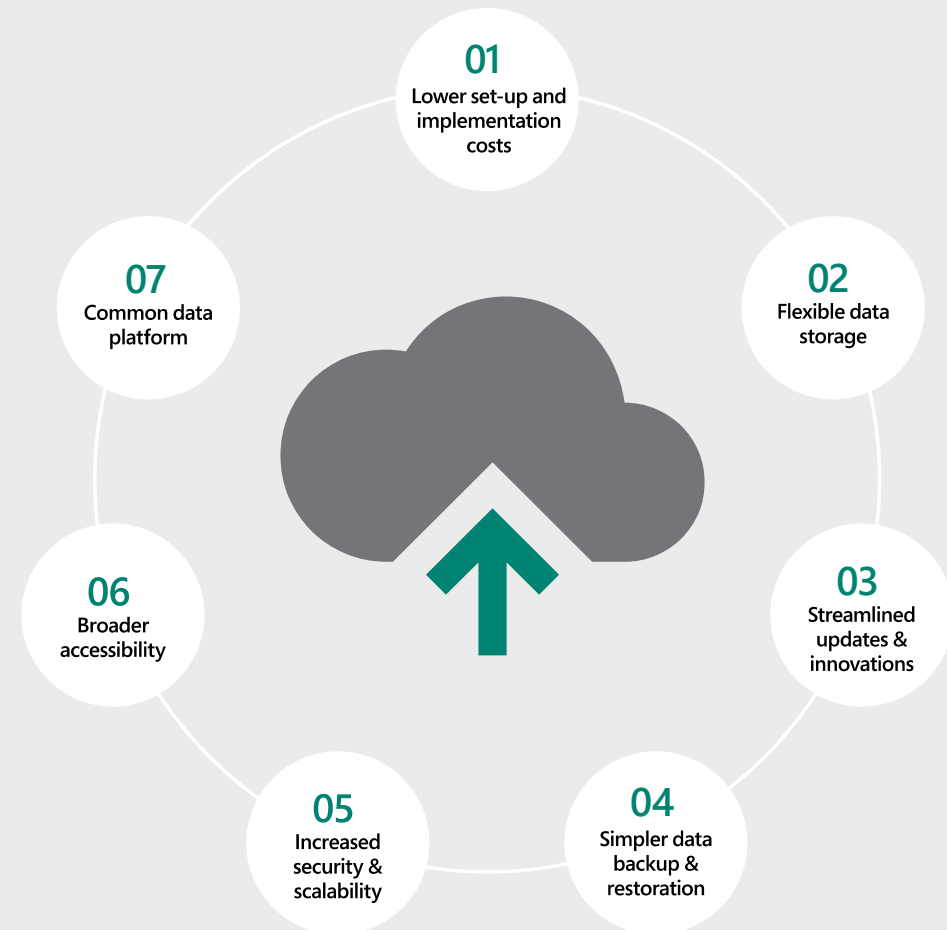 01
Lower set-up and
implementation
costs
02
Flexible data
storage
03
Streamlined
updates &
innovations
04
Simpler data
backup &
restoration
05
Increased
security &
scalability
06
Broader
accessibility
07
Common data
platform